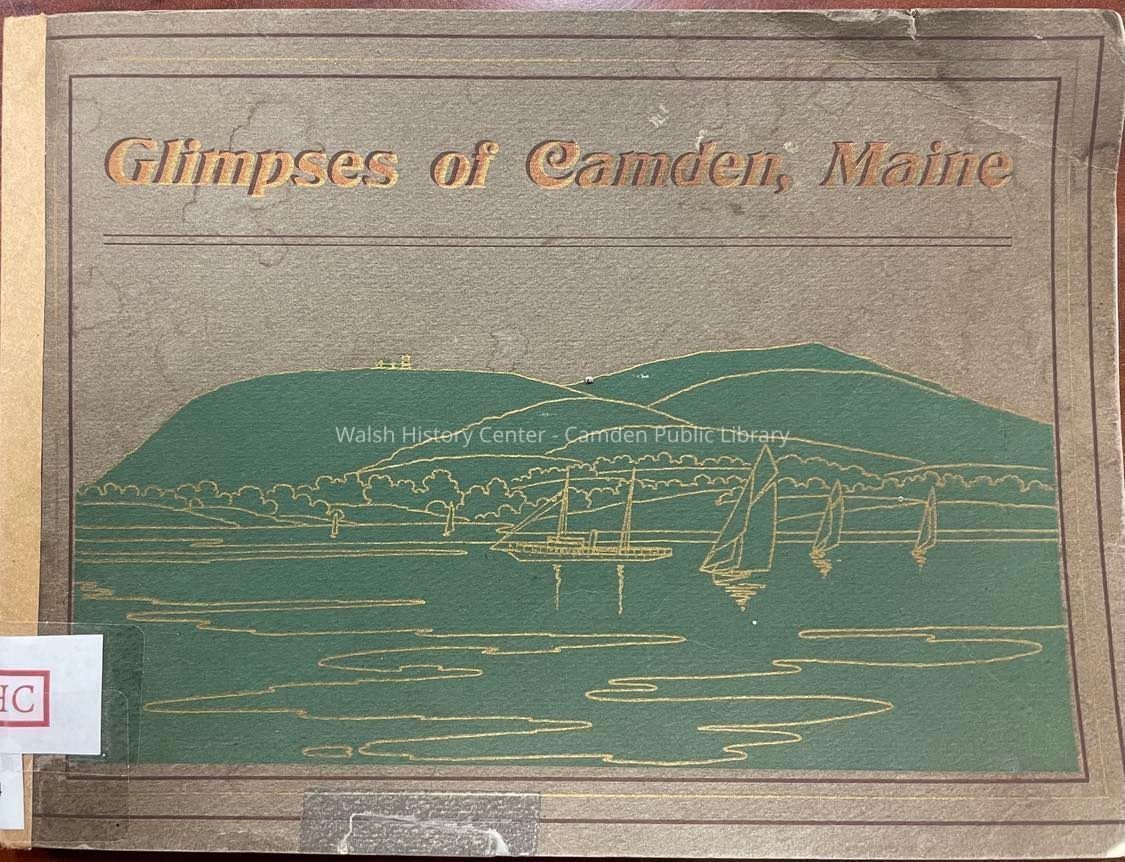 Glimpses of Camden, Maine
Walsh History Center - Camden Public Library
HC